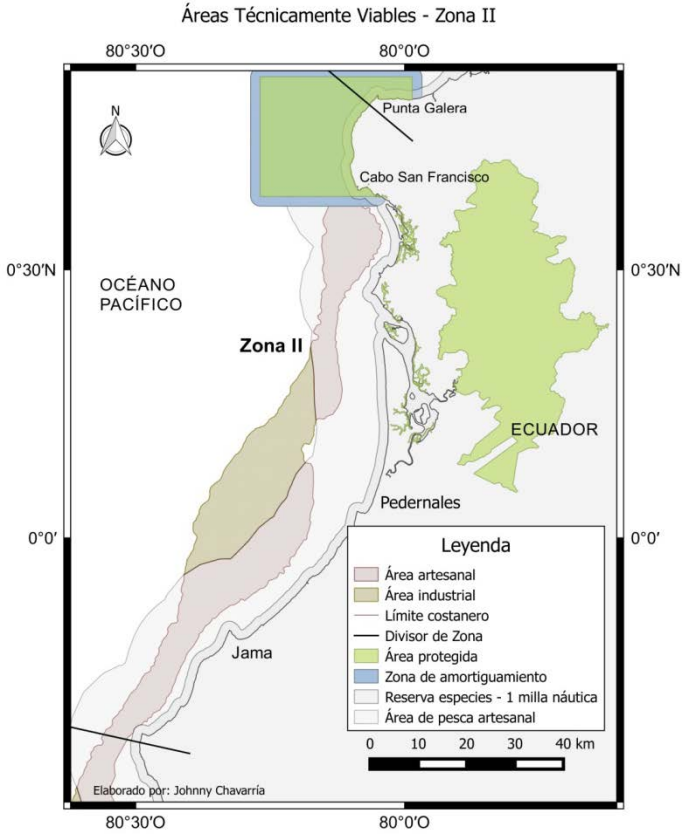 Áreas Técnicamente Viables - Zona II
80°30'O
80°0'O
N
Punta Galera
Cabo San Francisco
0°30'N
0°30'N
OCÉANO
PACÍFICO
Zona II
ECUADOR
Pedernales
0°0'
0°0'
Leyenda
Área artesanal
Área industrial
Límite costanero
Divisor de Zona
Área protegida
Zona de amortiguamiento
Reserva especies - 1 milla náutica
Área de pesca artesanal
Jama
0 10 20 30 40 km
Elaborado por: Johnny Chavarría
80°30'O
80°0'O